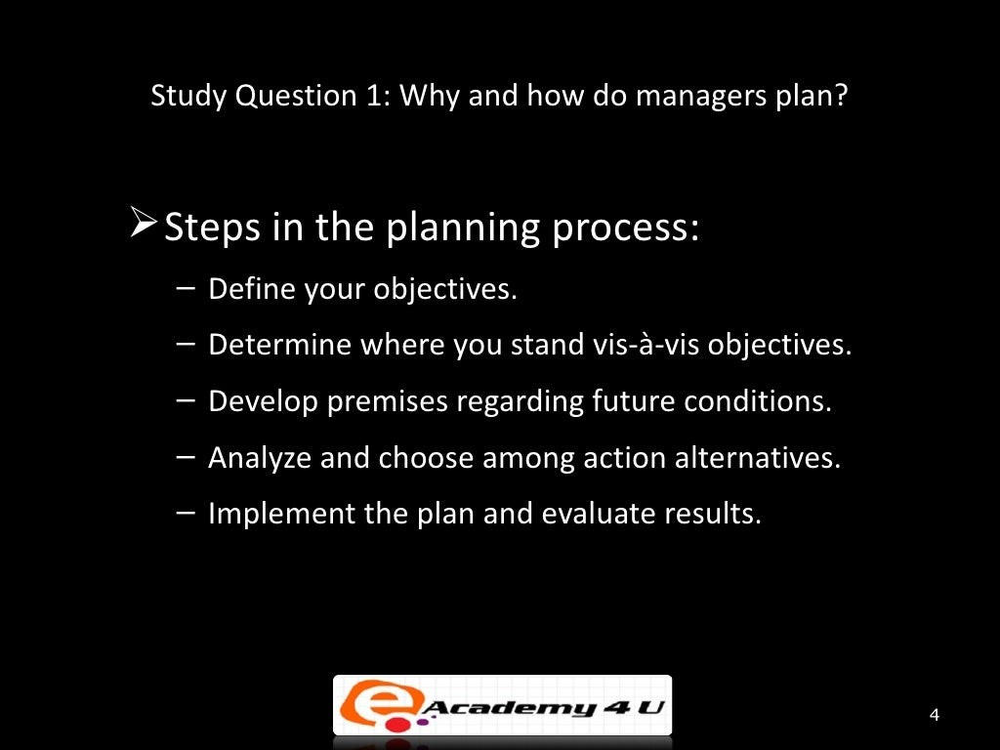 Study Question 1: Why and how do managers plan?
➢Steps in the planning process:
– Define your objectives.
– Determine where you stand vis-à-vis objectives.
– Develop premises regarding future conditions.
– Analyze and choose among action alternatives.
– Implement the plan and evaluate results.
e Academy 4 U
4